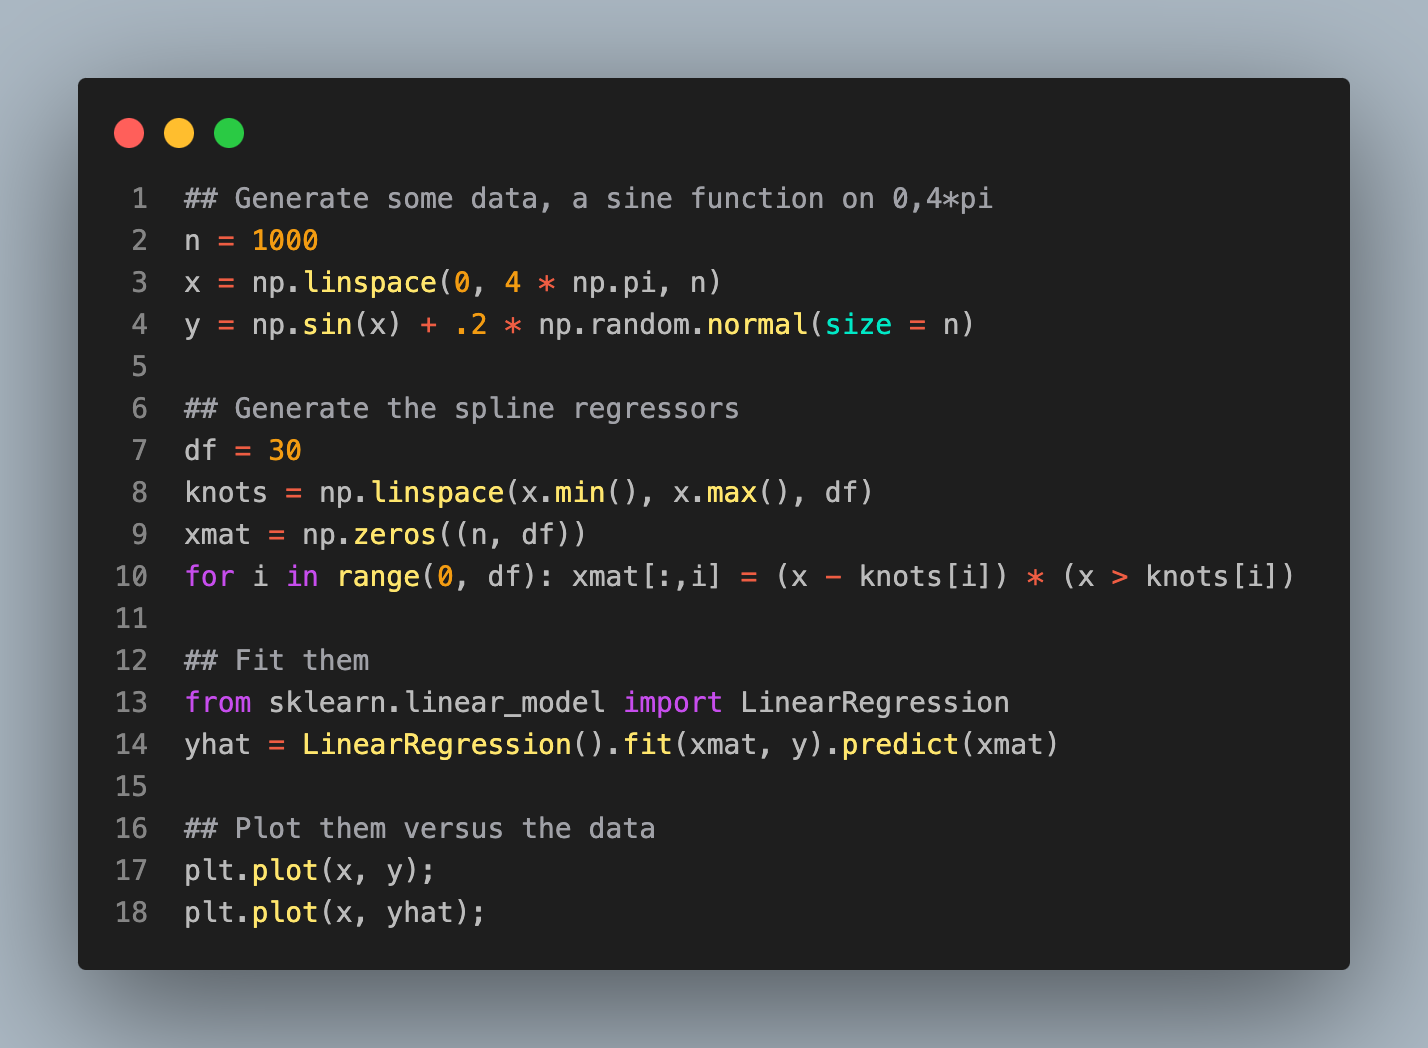 1 ## Generate some data, a sine function on 0,4*pi
2 n = 1000
3 x = np.linspace(0, 4 * np.pi, n)
4 y = np.sin(x) + .2 * np.random.normal(size = n)
5
6 ## Generate the spline regressors
7 df = 30
8 knots = np.linspace(x.min(), x.max(), df)
9 xmat = np.zeros((n, df))
10 for i in range(0, df): xmat[:,i] = (x - knots[i]) * (x > knots[i])
11
12 ## Fit them
13 from sklearn.linear_model import LinearRegression
14 yhat = LinearRegression().fit(xmat, y).predict(xmat)
15
16 ## Plot them versus the data
17 plt.plot(x, y);
18 plt.plot(x, yhat);